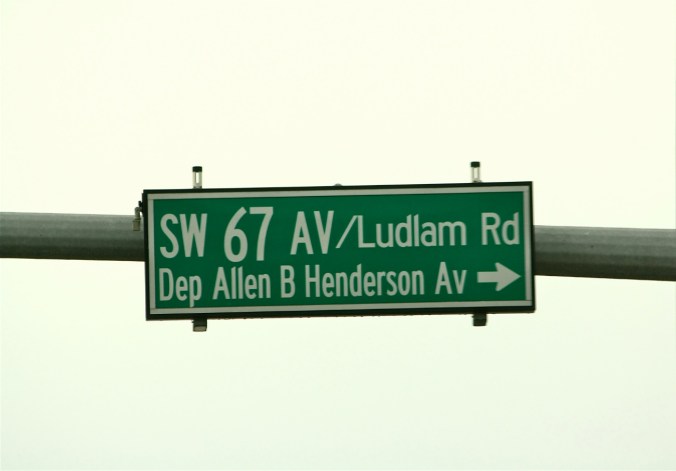 SW 67 AV/Ludlam Rd
Dep Allen B Henderson Av →